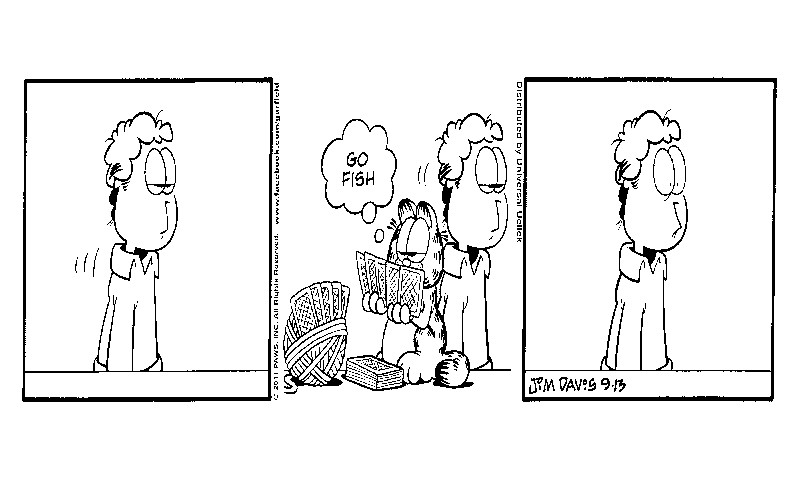 © 2011 PAWS, INC. All Rights Reserved. www.facebook.com/garfield
GO
FISH
Distributed by Universal Uclick
JIM DAVIS 9-13